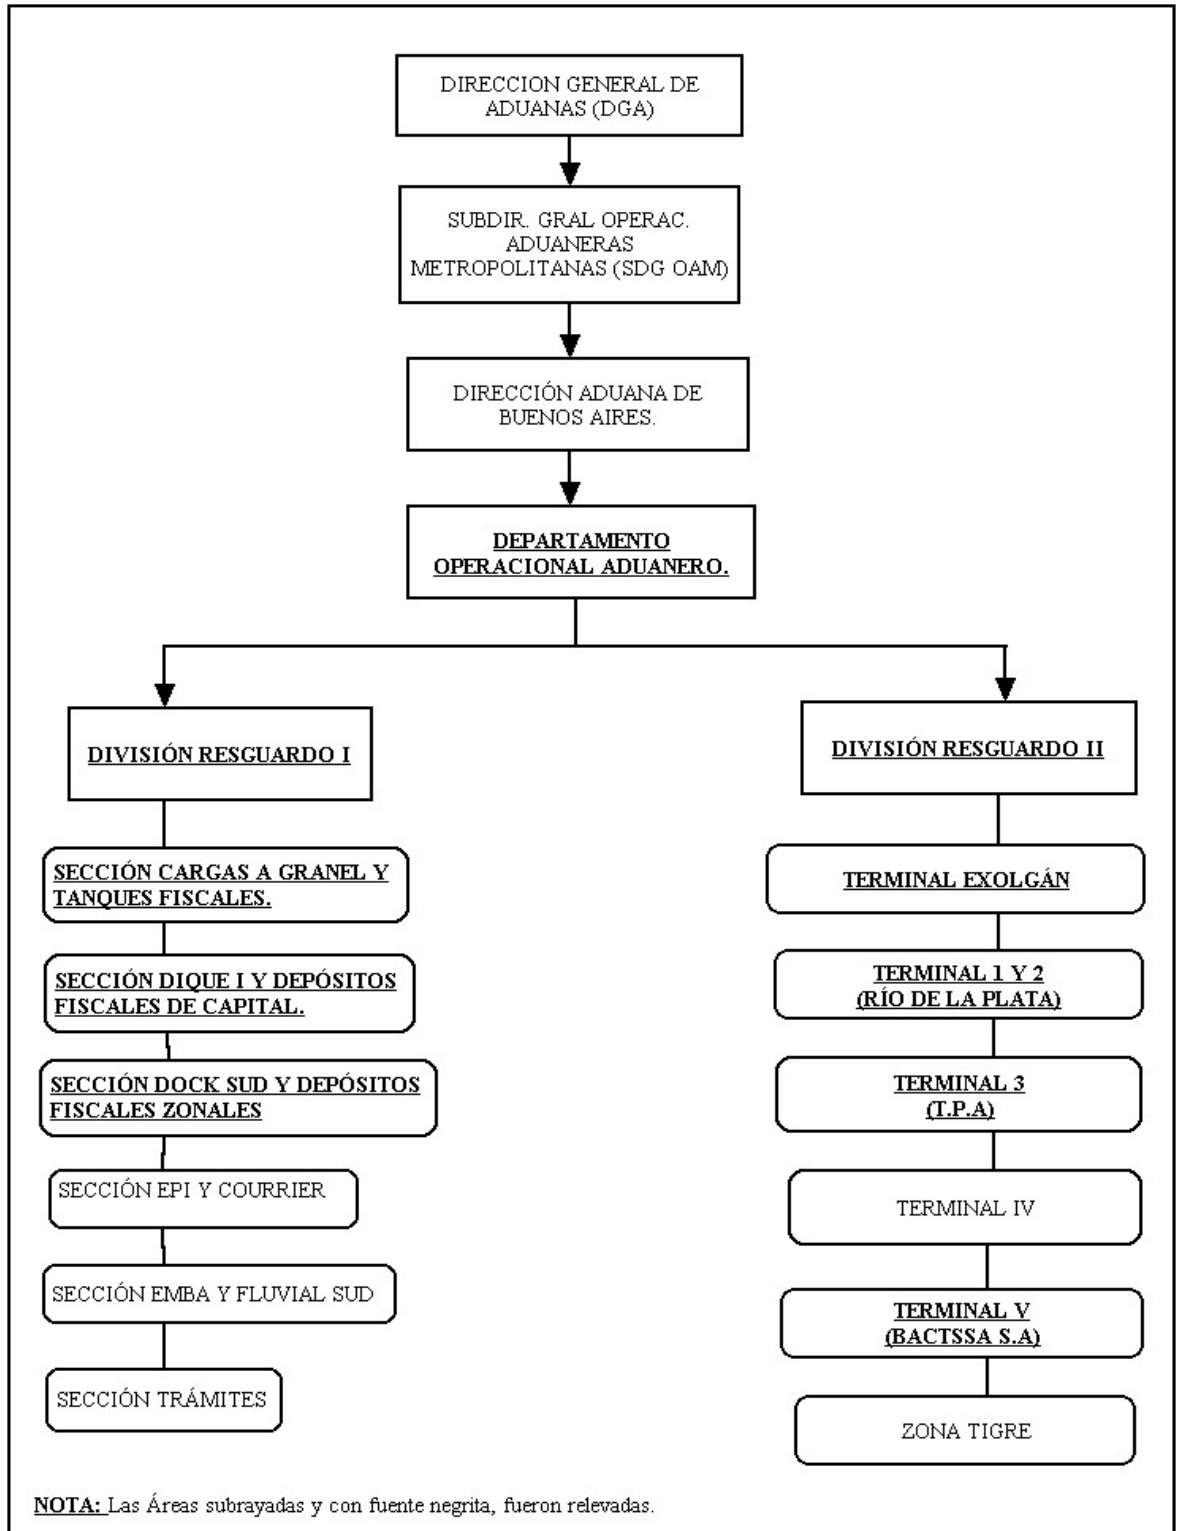 DIRECCION GENERAL DE
ADUANAS (DGA)
SUBDIR. GRAL OPERAC.
ADUANERAS
METROPOLITANAS (SDG OAM)
DIRECCIÓN ADUANA DE
BUENOS AIRES.
DEPARTAMENTO
OPERACIONAL ADUANERO.
DIVISIÓN RESGUARDO I
SECCIÓN CARGAS A GRANEL Y
TANQUES FISCALES.
SECCIÓN DIQUE I Y DEPÓSITOS
FISCALES DE CAPITAL.
SECCIÓN DOCK SUD Y DEPÓSITOS
FISCALES ZONALES
SECCIÓN EPI Y COURRIER
SECCIÓN EMBA Y FLUVIAL SUD
SECCIÓN TRÁMITES
DIVISIÓN RESGUARDO II
TERMINAL EXOLGÁN
TERMINAL 1 Y 2
(RÍO DE LA PLATA)
TERMINAL 3
(T.P.A)
TERMINAL IV
TERMINAL V
(BACTSSA S.A)
ZONA TIGRE
NOTA: Las Áreas subrayadas y con fuente negrita, fueron relevadas.